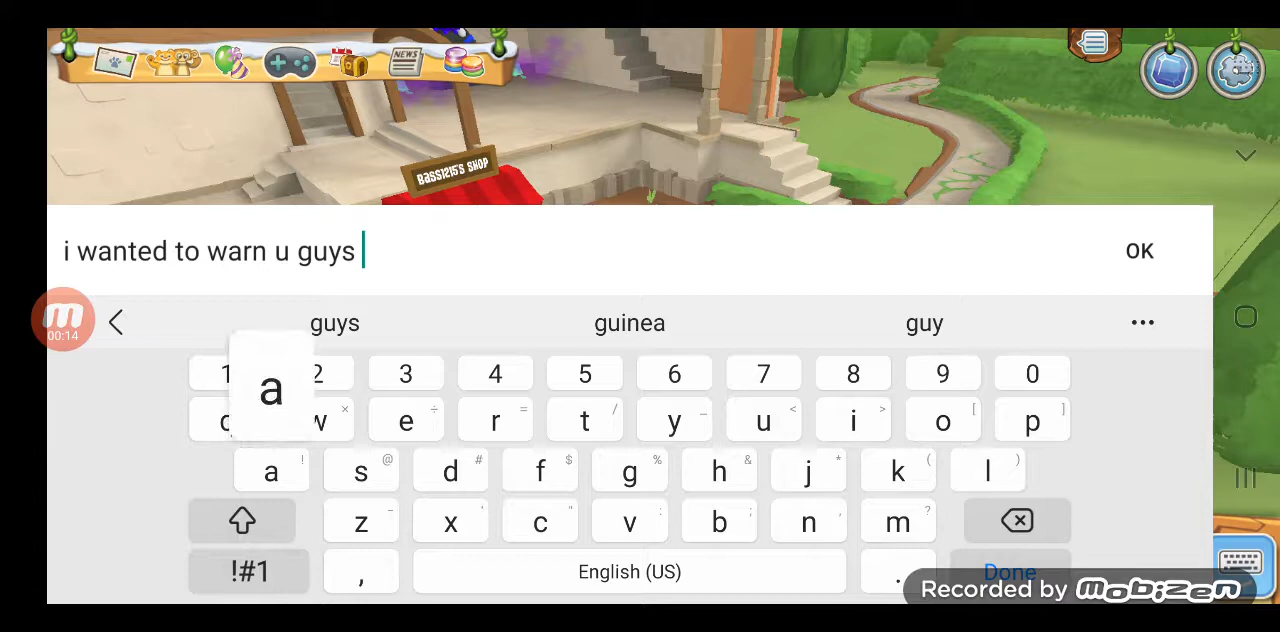 NEWS
BASS1215'S SHOP
i wanted to warn u guys
OK
00:14
guys guinea guy •••
1 2 3 4 5 6 7 8 9 0
a
q w × e ÷ r = t / y _ u < i > o [ p ]
a ! s @ d # f $ g % h & j * k ( l )
z - x ' c " v : b ; n , m ?
!#1 , English (US) . Done
Recorded by mobizen